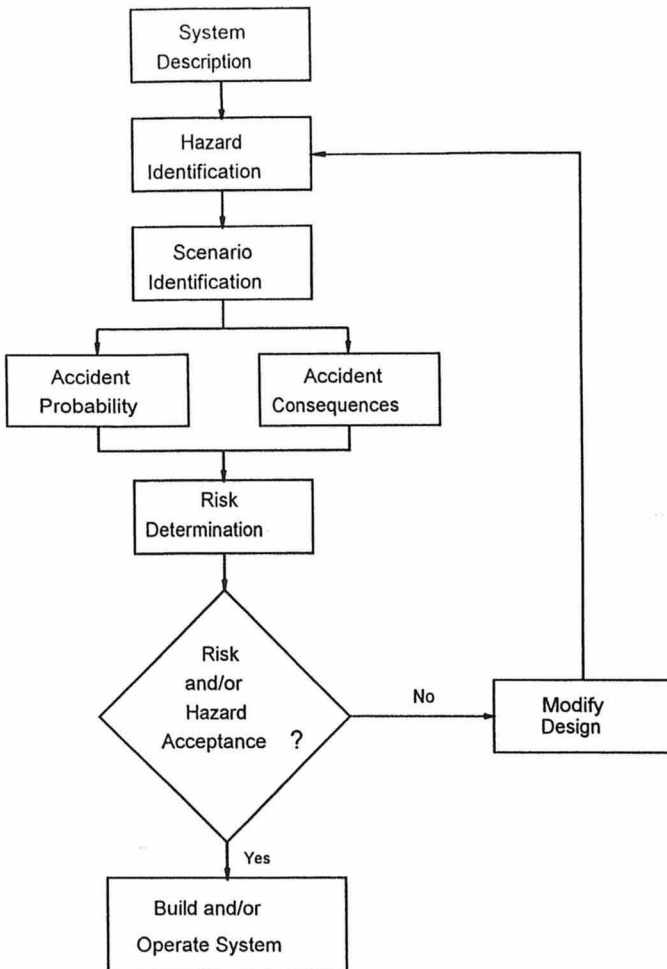 System
Description
Hazard
Identification
Scenario
Identification
Accident
Probability
Accident
Consequences
Risk
Determination
Risk
and/or
Hazard
Acceptance ?
No
Modify
Design
Yes
Build and/or
Operate System